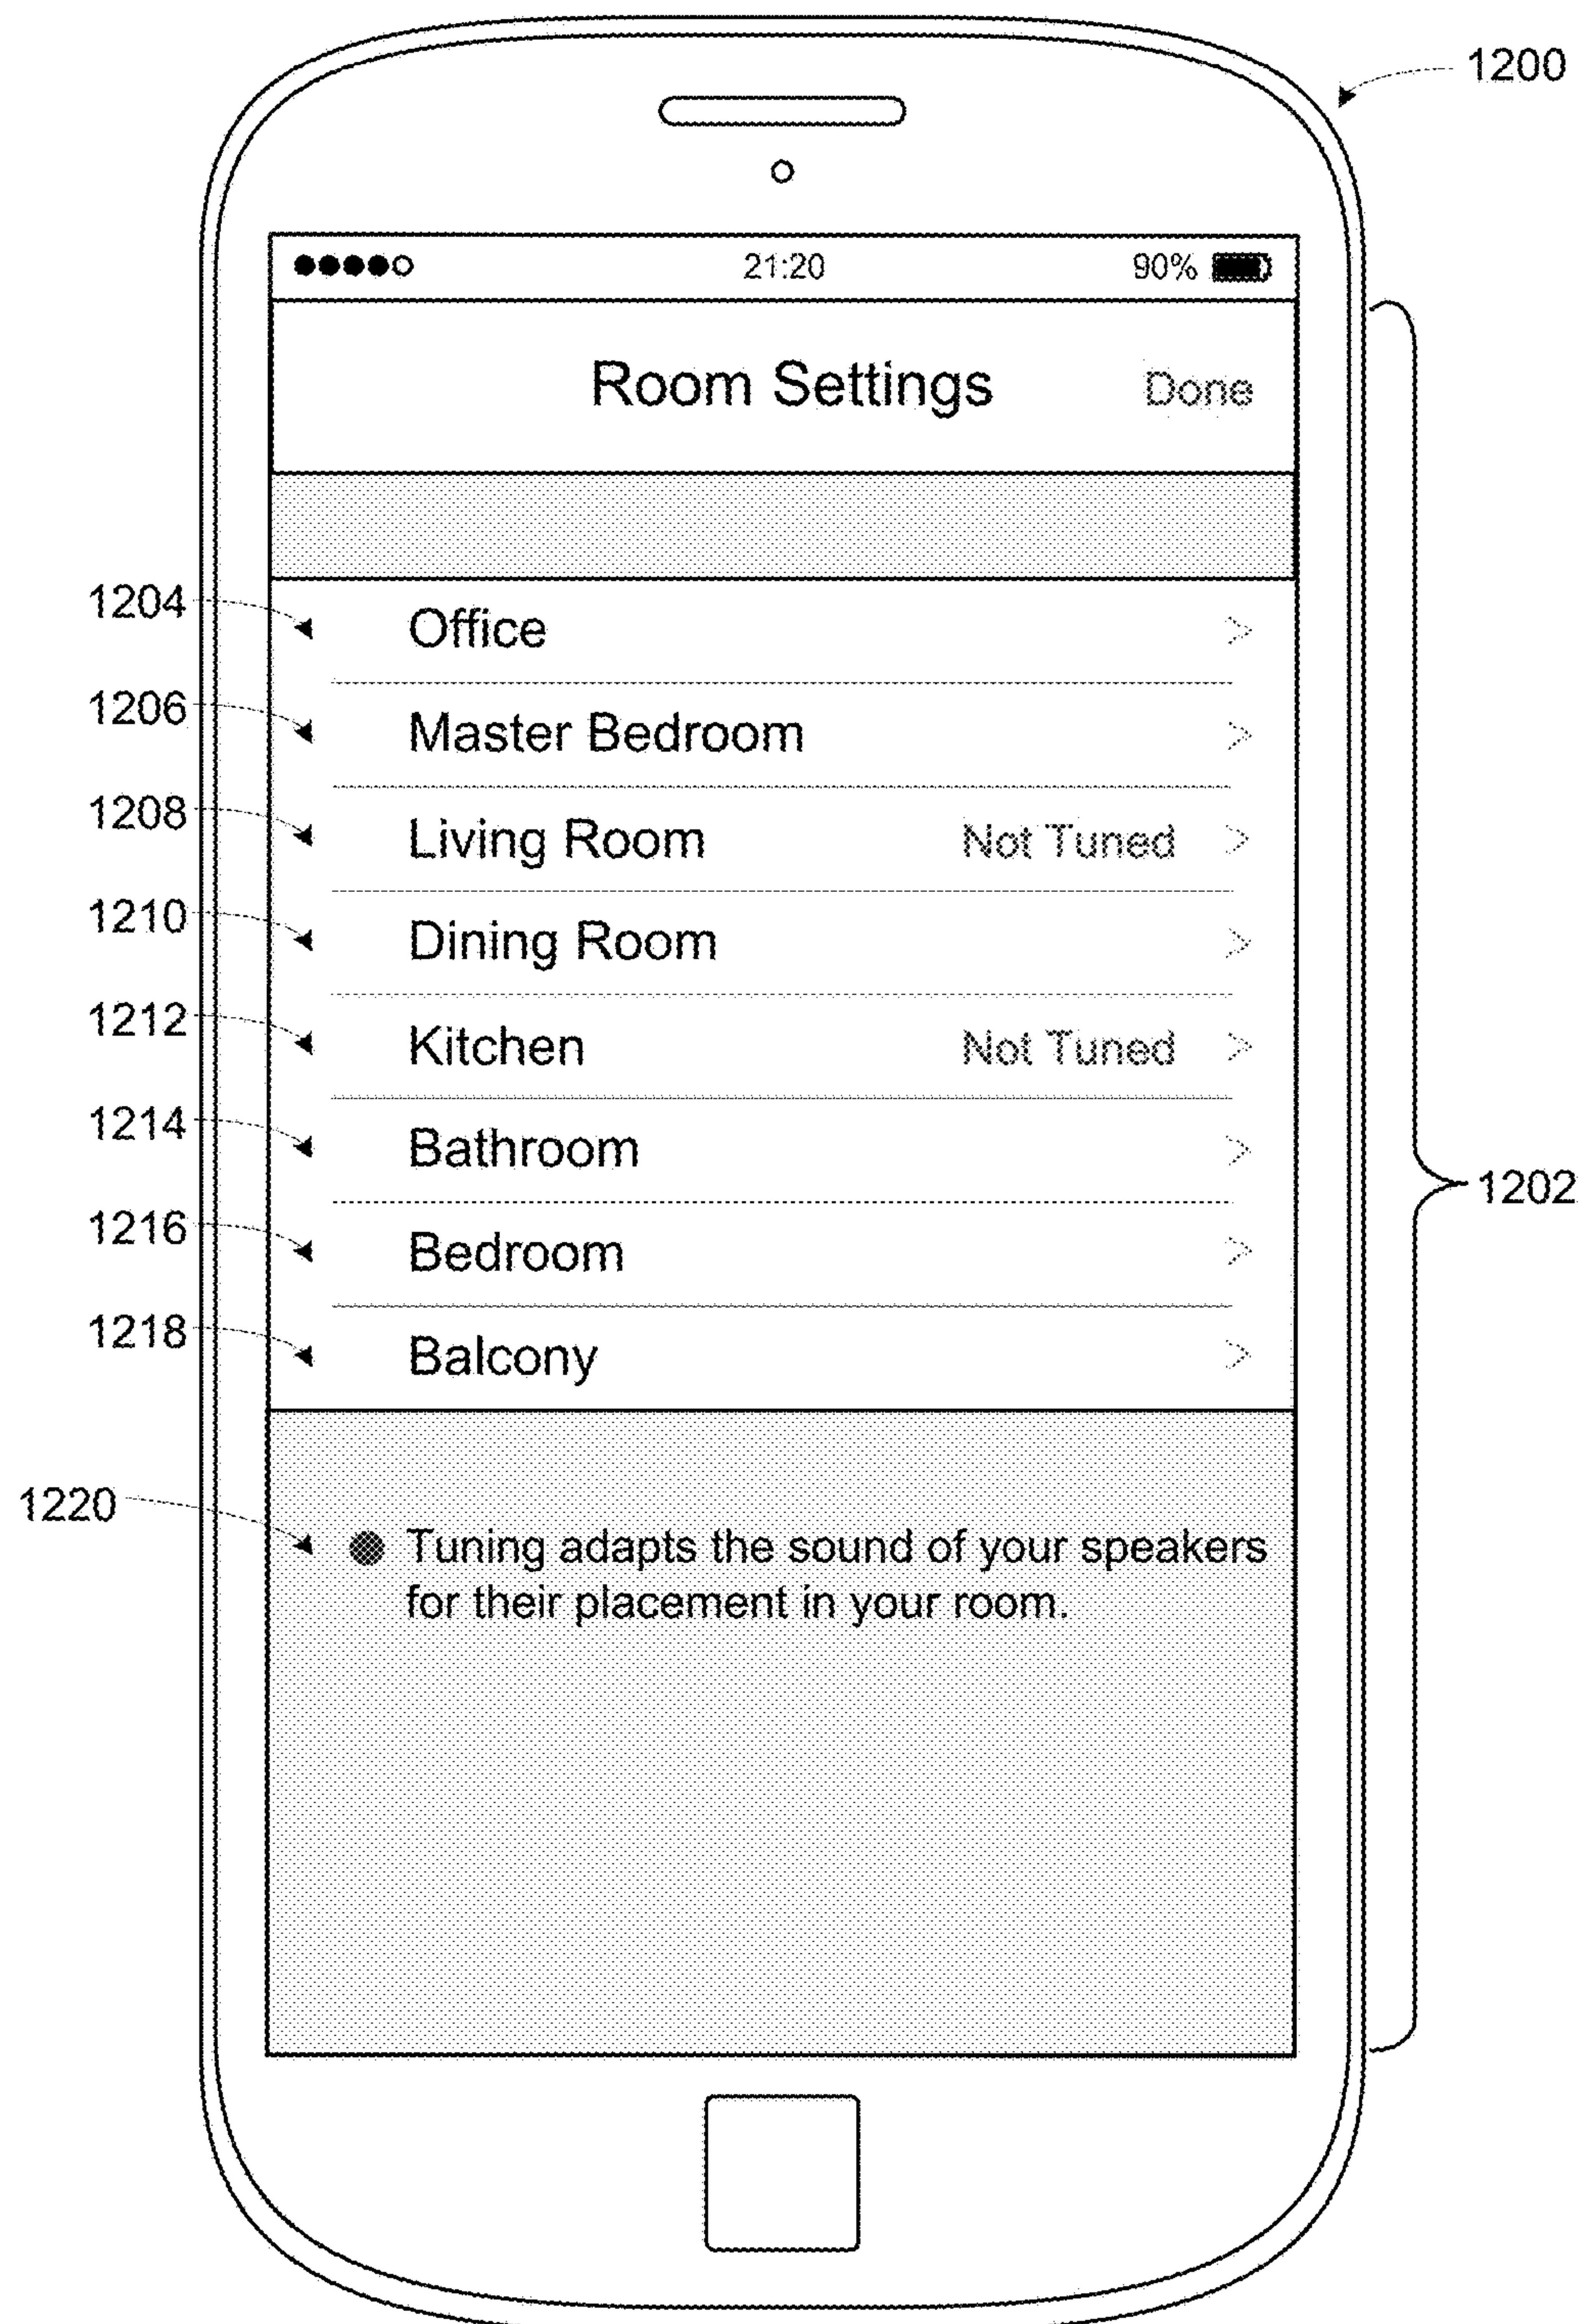 1200
21:20 90%
Room Settings Done
1204 Office >
1206 Master Bedroom >
1208 Living Room Not Tuned >
1210 Dining Room >
1212 Kitchen Not Tuned >
1214 Bathroom >
1202
1216 Bedroom >
1218 Balcony >
1220 Tuning adapts the sound of your speakers
for their placement in your room.